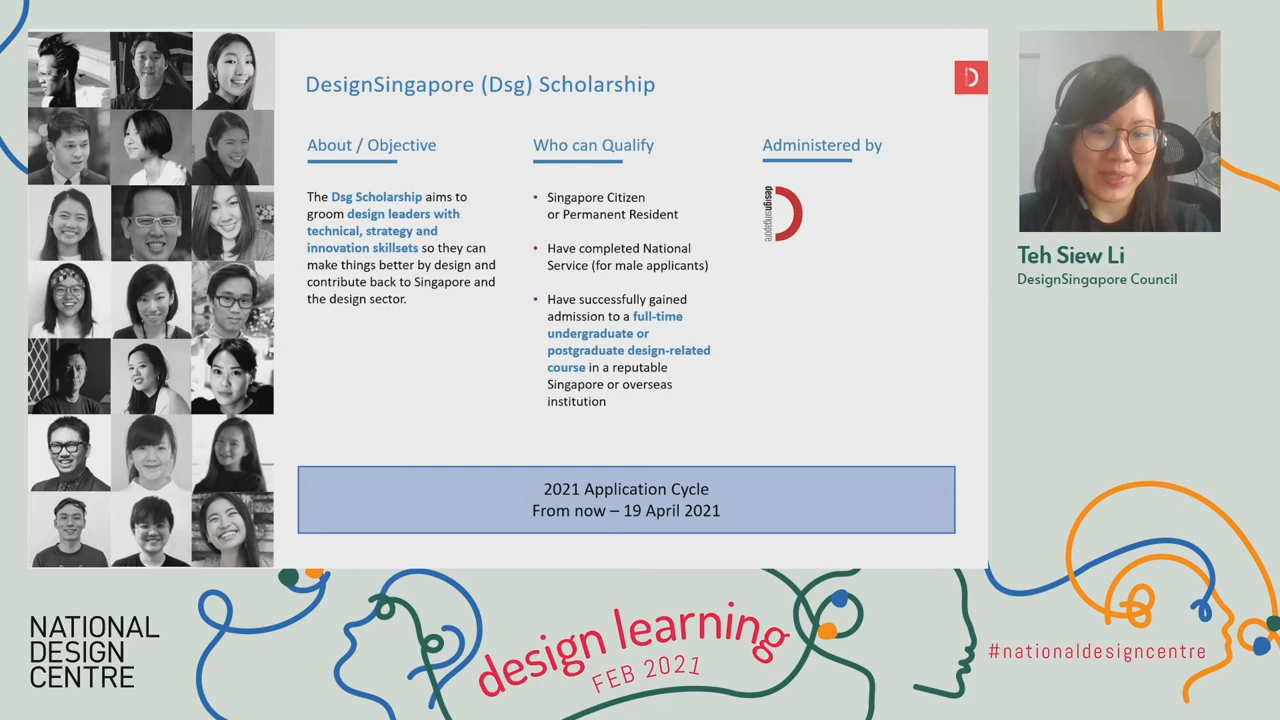 DesignSingapore (Dsg) Scholarship
About / Objective
The Dsg Scholarship aims to
groom design leaders with
technical, strategy and
innovation skillsets so they can
make things better by design and
contribute back to Singapore and
the design sector.
Who can Qualify
• Singapore Citizen
or Permanent Resident
• Have completed National
Service (for male applicants)
• Have successfully gained
admission to a full-time
undergraduate or
postgraduate design-related
course in a reputable
Singapore or overseas
institution
Administered by
designsingapore
2021 Application Cycle
From now – 19 April 2021
Teh Siew Li
DesignSingapore Council
NATIONAL
DESIGN
CENTRE
design learning
FEB 2021
#nationaldesigncentre